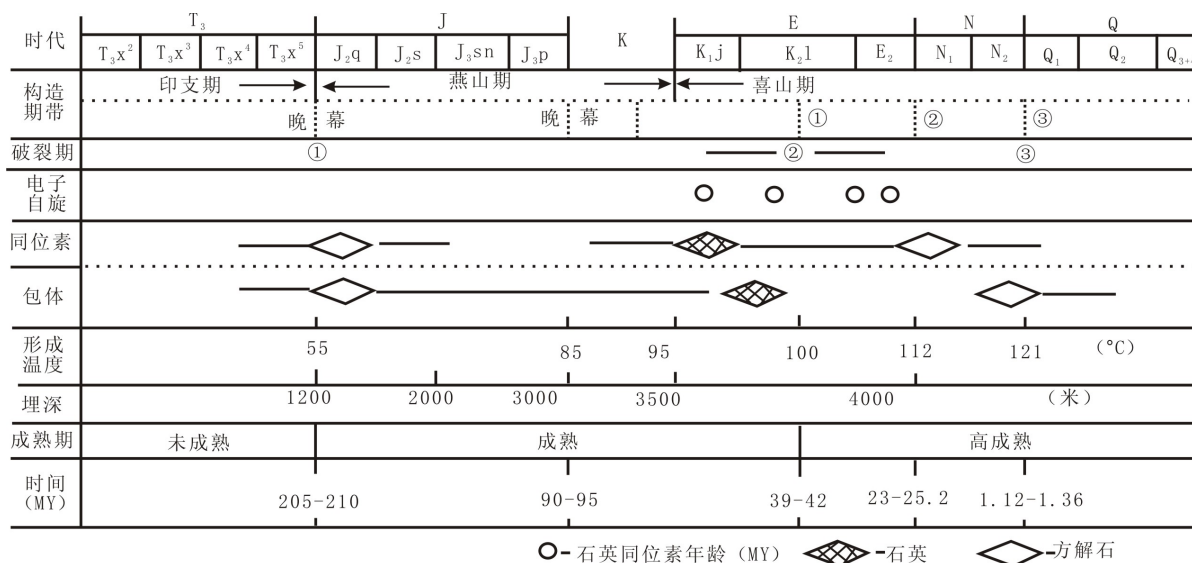 时代 T₃ J K E N Q
T₃x² T₃x³ T₃x⁴ T₃x⁵ J₂q J₂s J₃sn J₃p K₁j K₂l E₂ N₁ N₂ Q₁ Q₂
构造期带 印支期 燕山期 喜山期
晚 幕 晚 幕 ① ② ③
破裂期 ① ② ③
电子自旋
同位素
包体
形成温度 55 85 95 100 112 121 (°C)
埋深 1200 2000 3000 3500 4000 (米)
成熟期 未成熟 成熟 高成熟
时间(MY) 205-210 90-95 39-42 23-25.2 1.12-1.36
-石英同位素年龄(MY) -石英 -方解石